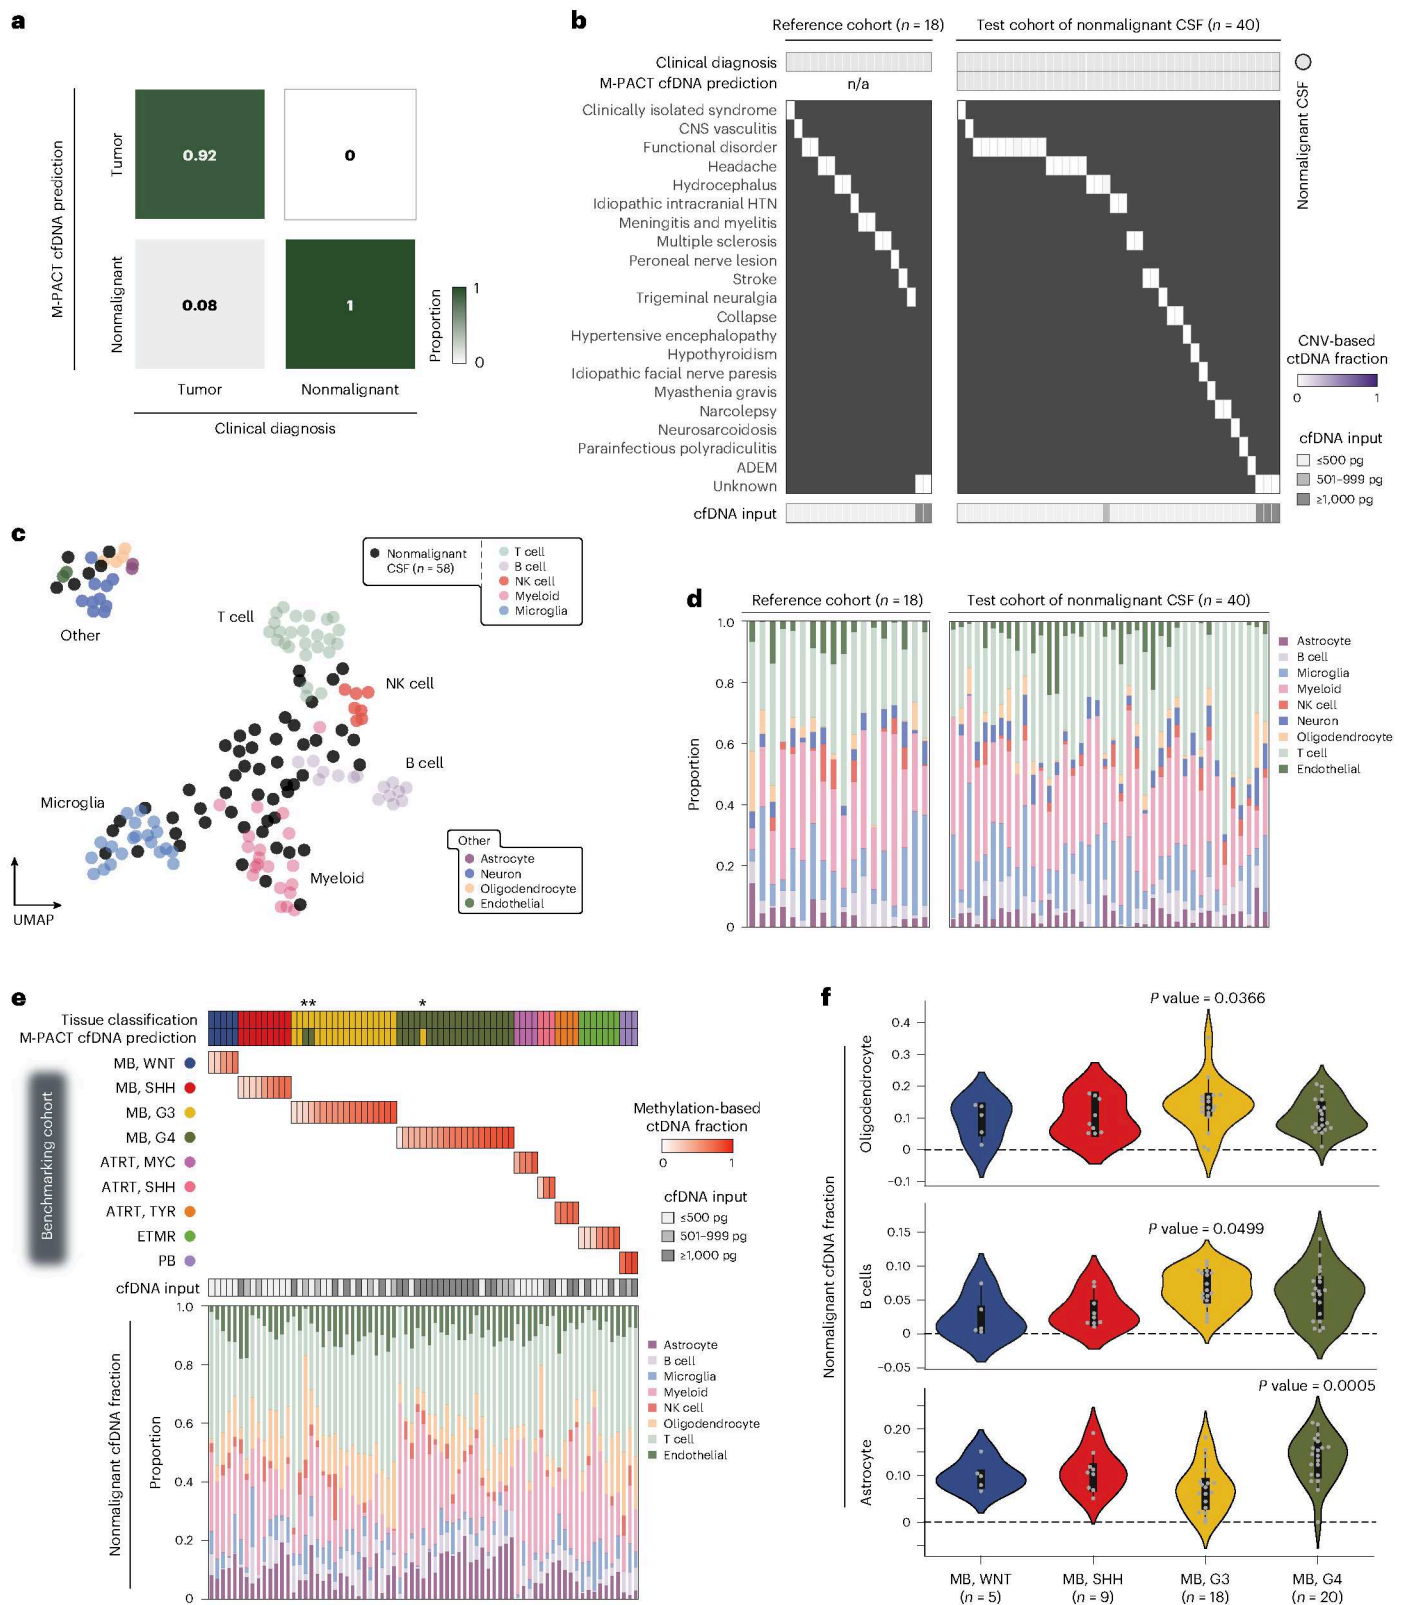 a
M-PACT cfDNA prediction
Tumor
Nonmalignant
0.92
0
0.08
1
Proportion
1
0
Tumor
Nonmalignant
Clinical diagnosis
b
Reference cohort (n = 18)
Test cohort of nonmalignant CSF (n = 40)
Clinical diagnosis
M-PACT cfDNA prediction
n/a
Clinically isolated syndrome
CNS vasculitis
Functional disorder
Headache
Hydrocephalus
Idiopathic intracranial HTN
Meningitis and myelitis
Multiple sclerosis
Peroneal nerve lesion
Stroke
Trigeminal neuralgia
Collapse
Hypertensive encephalopathy
Hypothyroidism
Idiopathic facial nerve paresis
Myasthenia gravis
Narcolepsy
Neurosarcoidosis
Parainfectious polyradiculitis
ADEM
Unknown
cfDNA input
Nonmalignant CSF
CNV-based
ctDNA fraction
0
1
cfDNA input
≤500 pg
501–999 pg
≥1,000 pg
c
Nonmalignant
CSF (n = 58)
T cell
B cell
NK cell
Myeloid
Microglia
Other
T cell
NK cell
B cell
Microglia
Myeloid
UMAP
Other
Astrocyte
Neuron
Oligodendrocyte
Endothelial
d
Reference cohort (n = 18)
Test cohort of nonmalignant CSF (n = 40)
Proportion
1.0
0.8
0.6
0.4
0.2
0
Astrocyte
B cell
Microglia
Myeloid
NK cell
Neuron
Oligodendrocyte
T cell
Endothelial
e
**
*
Tissue classification
M-PACT cfDNA prediction
Benchmarking cohort
MB, WNT
MB, SHH
MB, G3
MB, G4
ATRT, MYC
ATRT, SHH
ATRT, TYR
ETMR
PB
cfDNA input
Methylation-based
ctDNA fraction
0
1
cfDNA input
≤500 pg
501–999 pg
≥1,000 pg
Nonmalignant cfDNA fraction
Proportion
1.0
0.8
0.6
0.4
0.2
0
Astrocyte
B cell
Microglia
Myeloid
NK cell
Oligodendrocyte
T cell
Endothelial
f
Nonmalignant cfDNA fraction
P value = 0.0366
Oligodendrocyte
0.4
0.3
0.2
0.1
0
−0.1
P value = 0.0499
B cells
0.15
0.10
0.05
0
−0.05
P value = 0.0005
Astrocyte
0.20
0.10
0
MB, WNT
(n = 5)
MB, SHH
(n = 9)
MB, G3
(n = 18)
MB, G4
(n = 20)